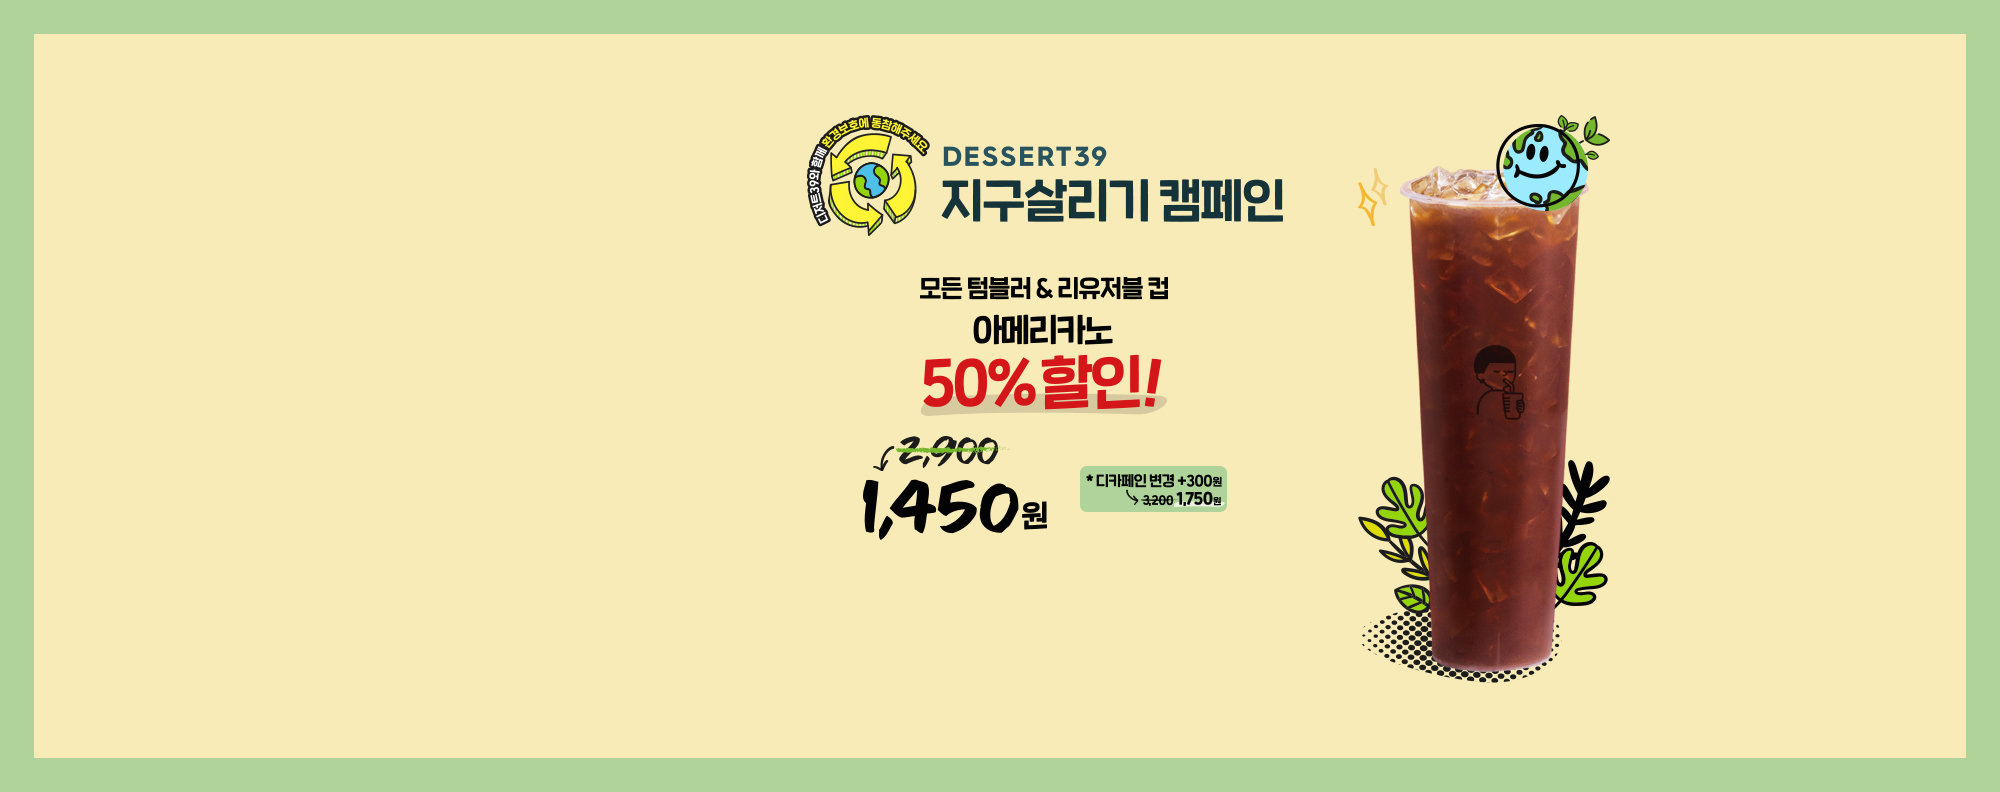 디저트39와 함께 환경보호에 동참해주세요
DESSERT39
지구살리기 캠페인
모든 텀블러 & 리유저블 컵
아메리카노
50% 할인!
2,900
1,450원
* 디카페인 변경 +300원
3,200 1,750원